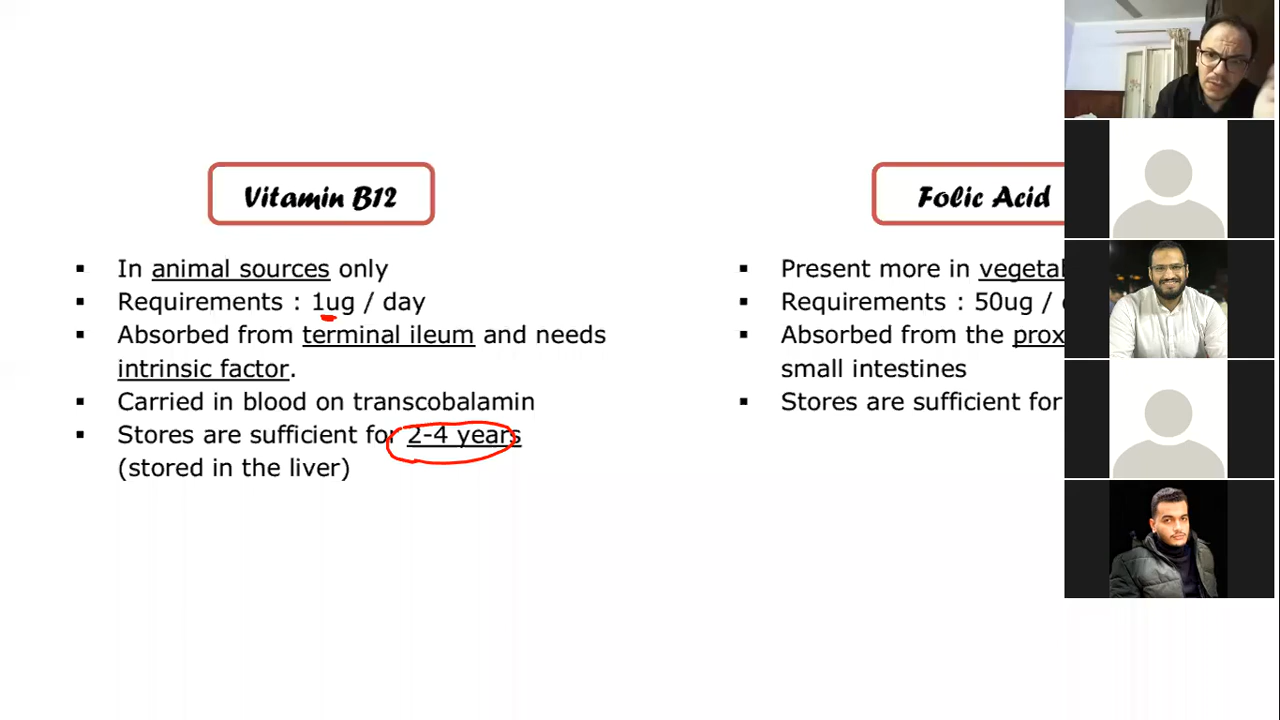 Vitamin B12
▪ In animal sources only
▪ Requirements : 1ug / day
▪ Absorbed from terminal ileum and needs
intrinsic factor.
▪ Carried in blood on transcobalamin
▪ Stores are sufficient for 2-4 years
(stored in the liver)
Folic Acid
▪ Present more in
▪ Requirements : 50ug /
▪ Absorbed from the
small intestines
▪ Stores are sufficient for